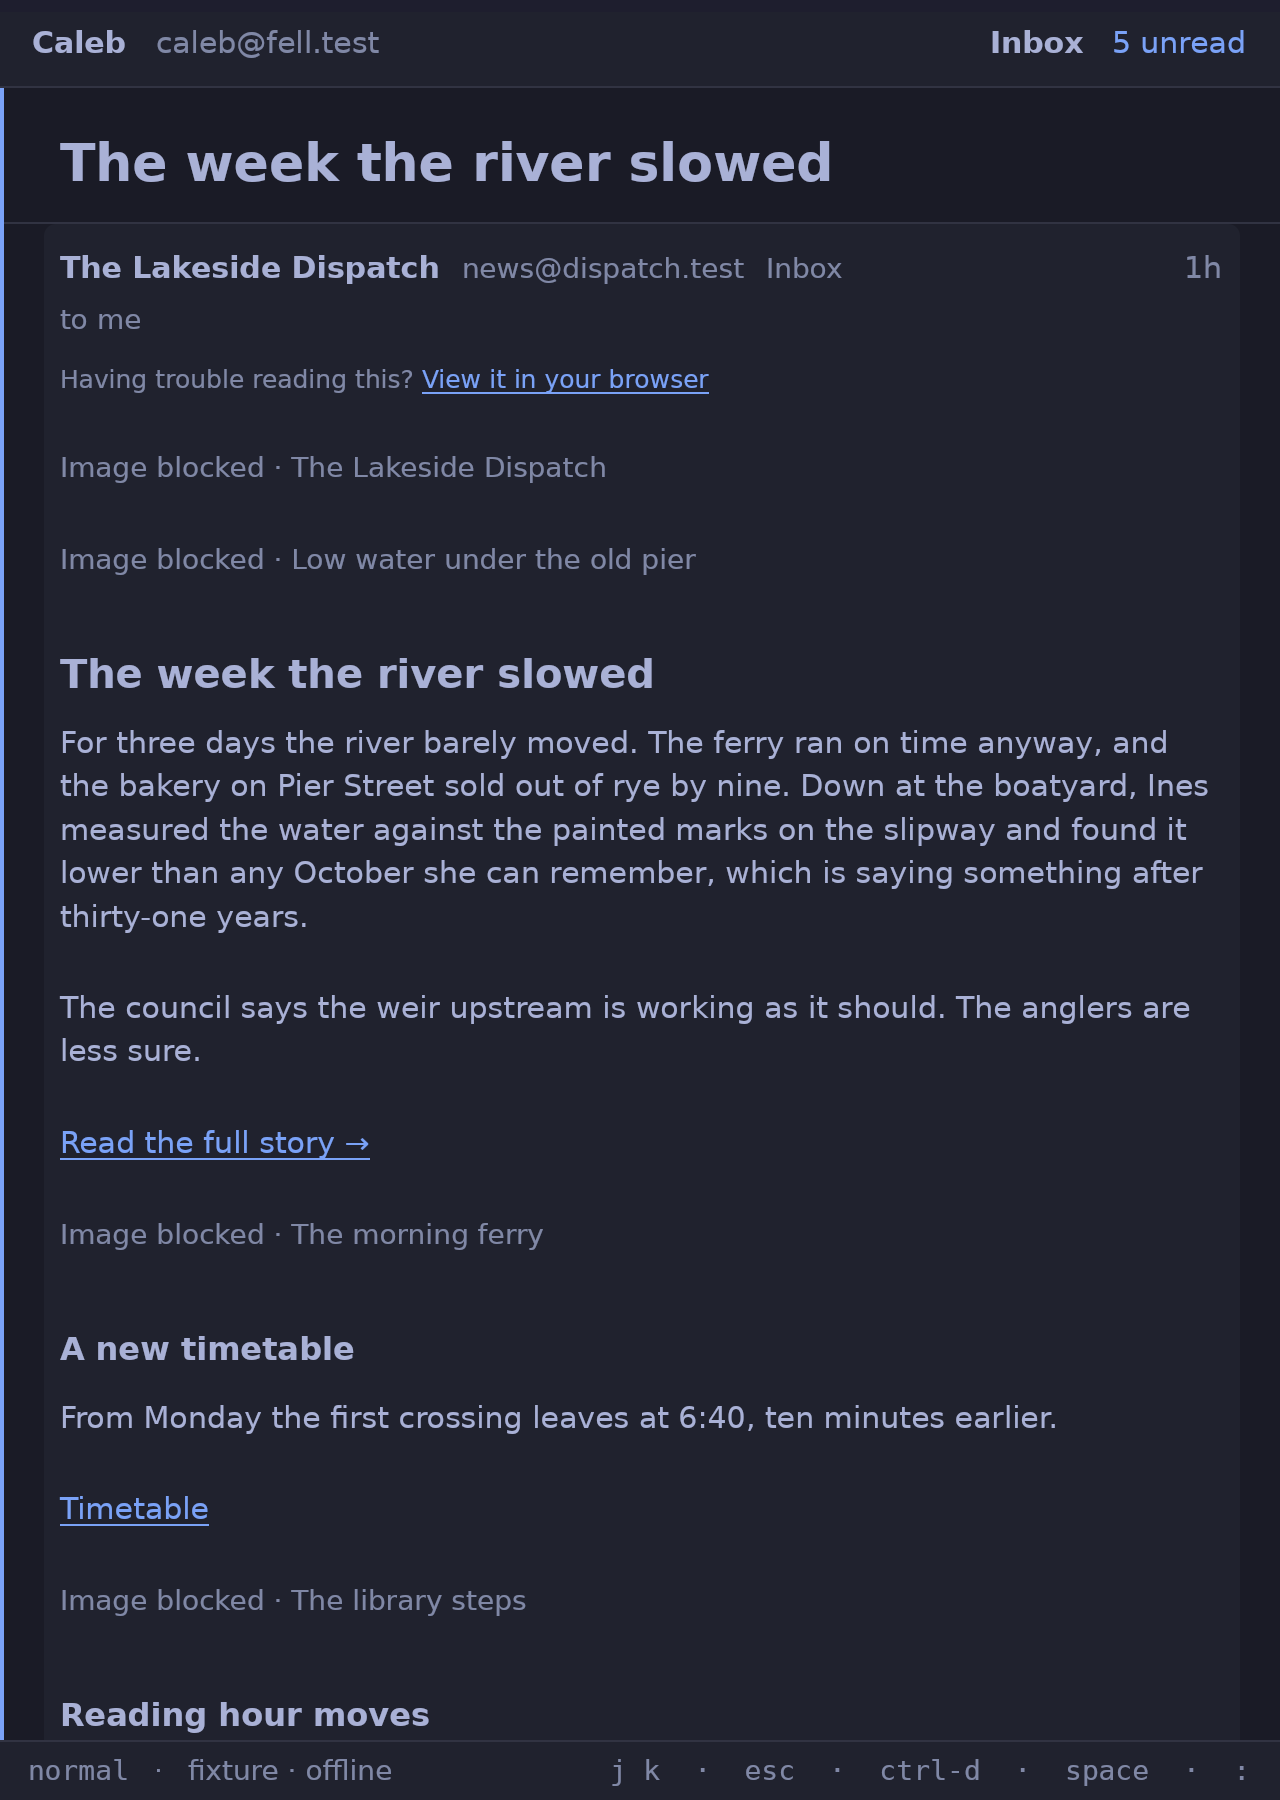 Caleb caleb@fell.test Inbox 5 unread
The week the river slowed
The Lakeside Dispatch news@dispatch.test Inbox 1h
to me
Having trouble reading this? View it in your browser
Image blocked · The Lakeside Dispatch
Image blocked · Low water under the old pier
The week the river slowed
For three days the river barely moved. The ferry ran on time anyway, and
the bakery on Pier Street sold out of rye by nine. Down at the boatyard, Ines
measured the water against the painted marks on the slipway and found it
lower than any October she can remember, which is saying something after
thirty-one years.
The council says the weir upstream is working as it should. The anglers are
less sure.
Read the full story →
Image blocked · The morning ferry
A new timetable
From Monday the first crossing leaves at 6:40, ten minutes earlier.
Timetable
Image blocked · The library steps
Reading hour moves
normal · fixture · offline j k · esc · ctrl-d · space · :